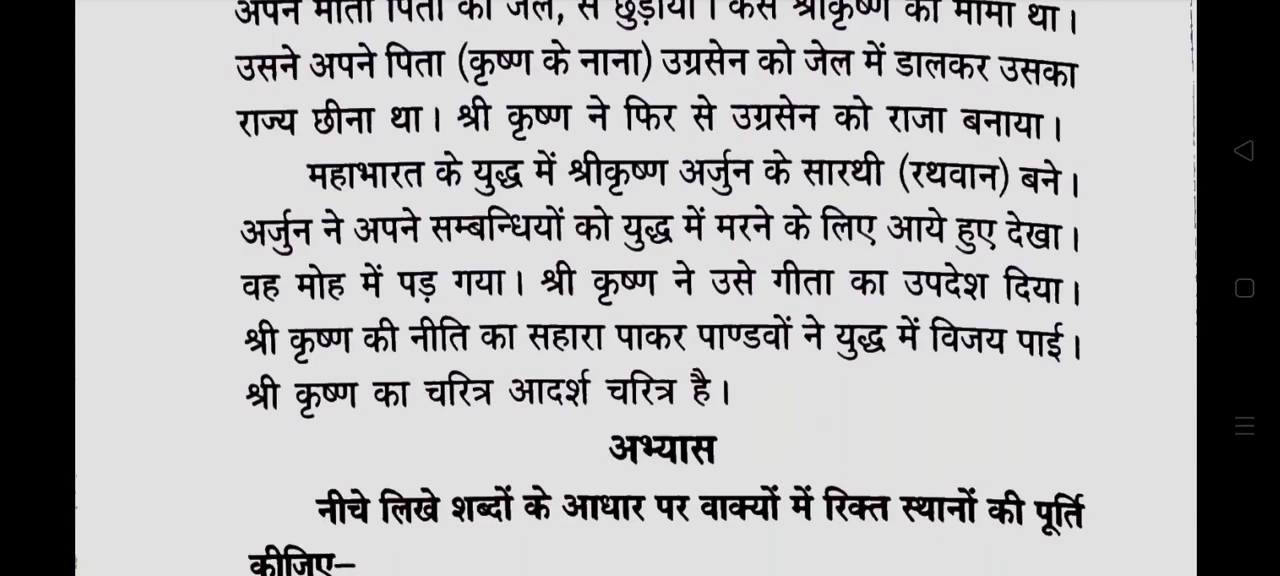 अपने माता पिता को जेल, से छुड़ाया। कंस श्रीकृष्ण का मामा था।
उसने अपने पिता (कृष्ण के नाना) उग्रसेन को जेल में डालकर उसका
राज्य छीना था। श्री कृष्ण ने फिर से उग्रसेन को राजा बनाया।
महाभारत के युद्ध में श्रीकृष्ण अर्जुन के सारथी (रथवान) बने।
अर्जुन ने अपने सम्बन्धियों को युद्ध में मरने के लिए आये हुए देखा।
वह मोह में पड़ गया। श्री कृष्ण ने उसे गीता का उपदेश दिया।
श्री कृष्ण की नीति का सहारा पाकर पाण्डवों ने युद्ध में विजय पाई।
श्री कृष्ण का चरित्र आदर्श चरित्र है।
अभ्यास
नीचे लिखे शब्दों के आधार पर वाक्यों में रिक्त स्थानों की पूर्ति
कीजिए–